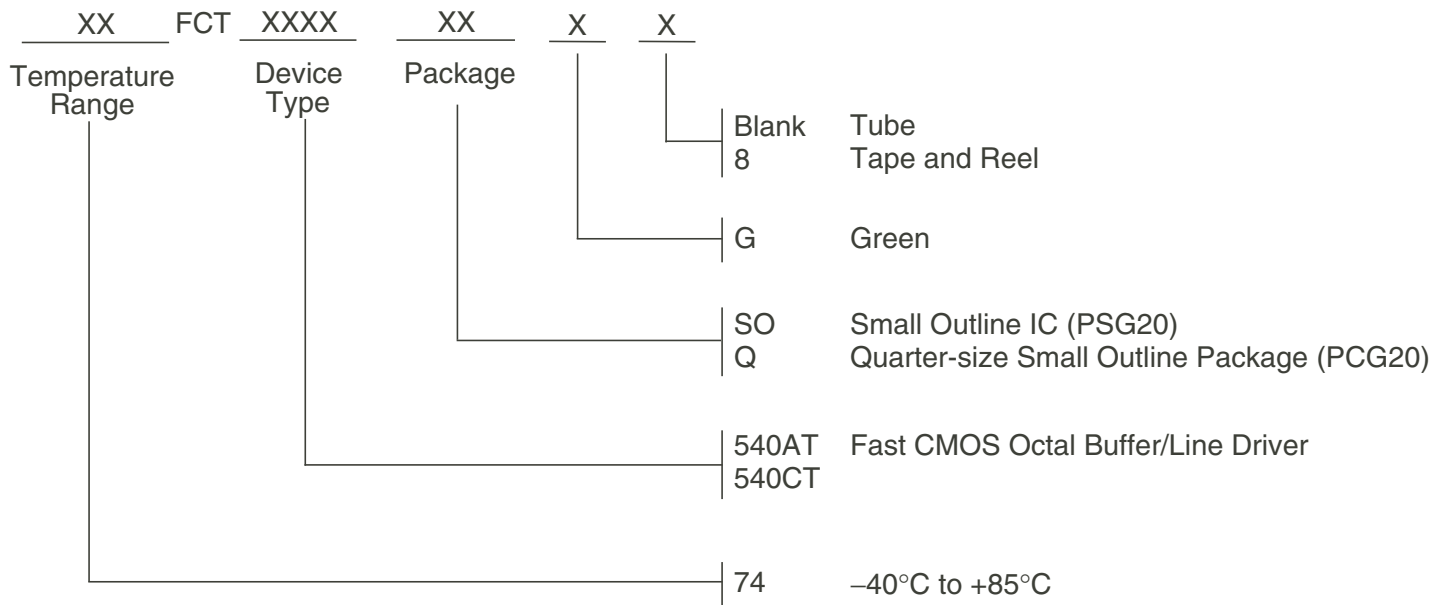 XX FCT XXXX XX X X
Temperature Range Device Type Package
Blank Tube
8 Tape and Reel
G Green
SO Small Outline IC (PSG20)
Q Quarter-size Small Outline Package (PCG20)
540AT Fast CMOS Octal Buffer/Line Driver
540CT
74 –40°C to +85°C